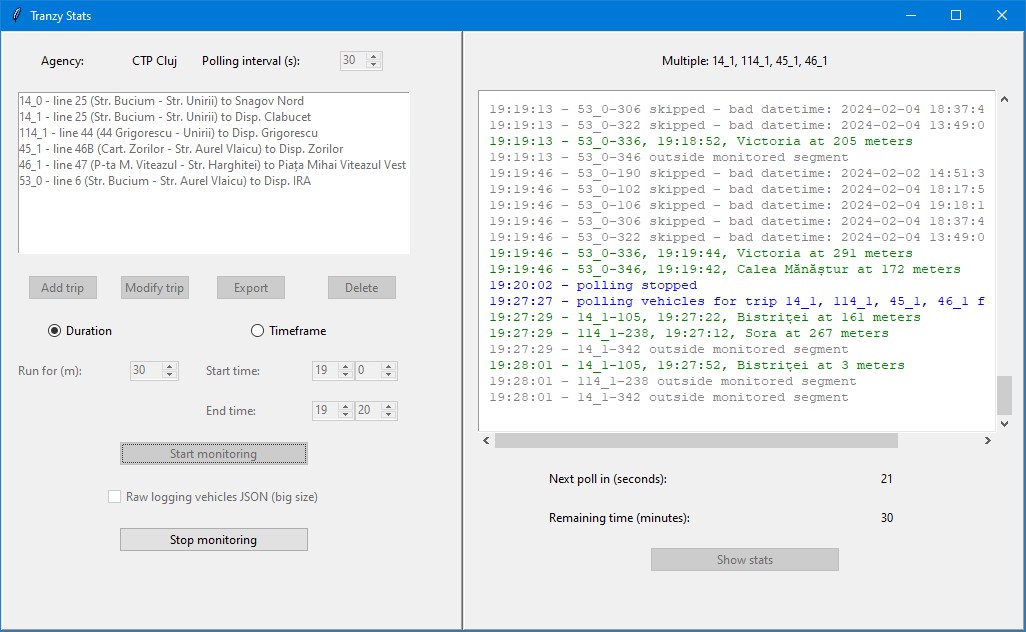 Tranzy Stats
Agency: CTP Cluj Polling interval (s): 30
14_0 - line 25 (Str. Bucium - Str. Unirii) to Snagov Nord
14_1 - line 25 (Str. Bucium - Str. Unirii) to Disp. Clabucet
114_1 - line 44 (44 Grigorescu - Unirii) to Disp. Grigorescu
45_1 - line 46B (Cart. Zorilor - Str. Aurel Vlaicu) to Disp. Zorilor
46_1 - line 47 (P-ta M. Viteazul - Str. Harghitei) to Piața Mihai Viteazul Vest
53_0 - line 6 (Str. Bucium - Str. Aurel Vlaicu) to Disp. IRA
Add trip Modify trip Export Delete
Duration Timeframe
Run for (m): 30 Start time: 19 0
End time: 19 20
Start monitoring
Raw logging vehicles JSON (big size)
Stop monitoring
Multiple: 14_1, 114_1, 45_1, 46_1
19:19:13 - 53_0-306 skipped - bad datetime: 2024-02-04 18:37:4
19:19:13 - 53_0-322 skipped - bad datetime: 2024-02-04 13:49:0
19:19:13 - 53_0-336, 19:18:52, Victoria at 205 meters
19:19:13 - 53_0-346 outside monitored segment
19:19:46 - 53_0-190 skipped - bad datetime: 2024-02-02 14:51:3
19:19:46 - 53_0-102 skipped - bad datetime: 2024-02-04 18:17:5
19:19:46 - 53_0-106 skipped - bad datetime: 2024-02-04 19:18:1
19:19:46 - 53_0-306 skipped - bad datetime: 2024-02-04 18:37:4
19:19:46 - 53_0-322 skipped - bad datetime: 2024-02-04 13:49:0
19:19:46 - 53_0-336, 19:19:44, Victoria at 291 meters
19:19:46 - 53_0-346, 19:19:42, Calea Mănăștur at 172 meters
19:20:02 - polling stopped
19:27:27 - polling vehicles for trip 14_1, 114_1, 45_1, 46_1 f
19:27:29 - 14_1-105, 19:27:22, Bistriței at 161 meters
19:27:29 - 114_1-238, 19:27:12, Sora at 267 meters
19:27:29 - 14_1-342 outside monitored segment
19:28:01 - 14_1-105, 19:27:52, Bistriței at 3 meters
19:28:01 - 114_1-238 outside monitored segment
19:28:01 - 14_1-342 outside monitored segment
Next poll in (seconds): 21
Remaining time (minutes): 30
Show stats